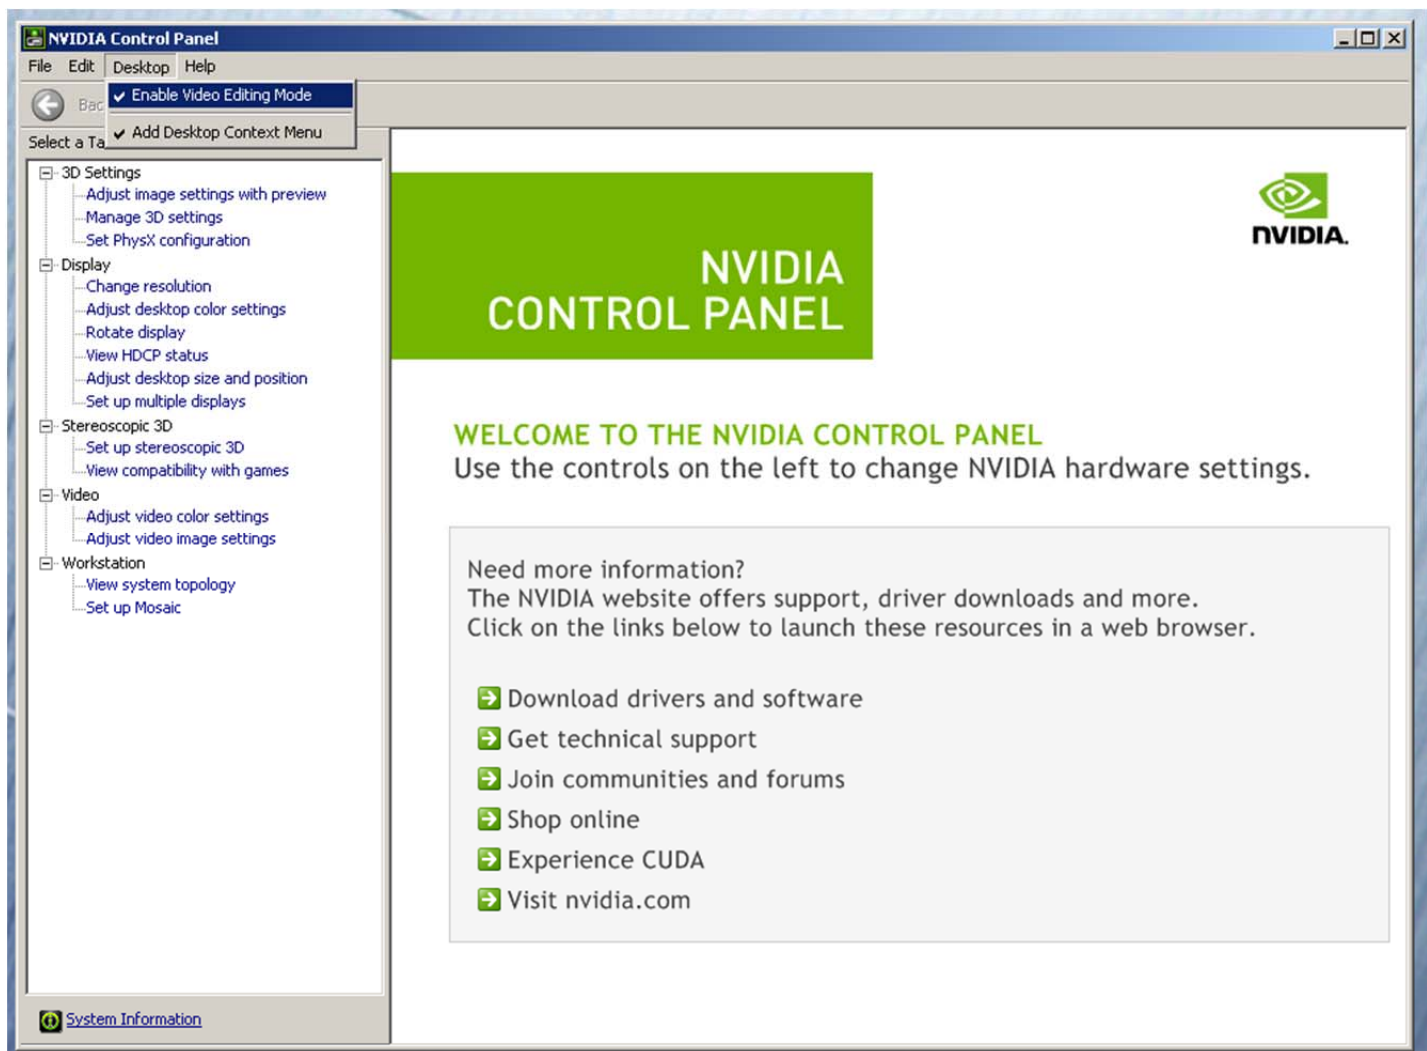 NVIDIA Control Panel
File Edit Desktop Help
Bac
Enable Video Editing Mode
Add Desktop Context Menu
Select a Ta
3D Settings
Adjust image settings with preview
Manage 3D settings
Set PhysX configuration
Display
Change resolution
Adjust desktop color settings
Rotate display
View HDCP status
Adjust desktop size and position
Set up multiple displays
Stereoscopic 3D
Set up stereoscopic 3D
View compatibility with games
Video
Adjust video color settings
Adjust video image settings
Workstation
View system topology
Set up Mosaic
System Information
NVIDIA
CONTROL PANEL
NVIDIA.
WELCOME TO THE NVIDIA CONTROL PANEL
Use the controls on the left to change NVIDIA hardware settings.
Need more information?
The NVIDIA website offers support, driver downloads and more.
Click on the links below to launch these resources in a web browser.
Download drivers and software
Get technical support
Join communities and forums
Shop online
Experience CUDA
Visit nvidia.com